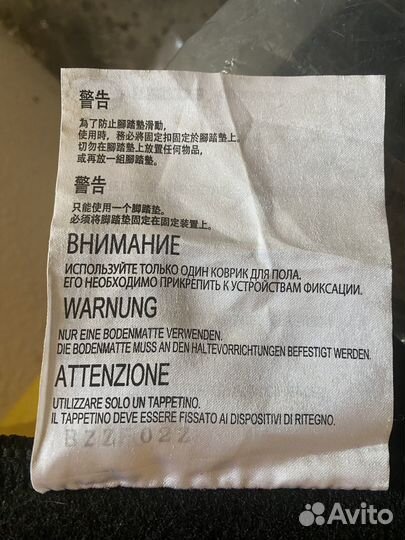 警告
為了防止腳踏墊滑動，
使用時，務必將固定扣固定於腳踏墊上。
切勿在腳踏墊上放置任何物品，
或再放一組腳踏墊。
警告
只能使用一个脚踏垫。
必须将脚踏垫固定在固定装置上。
ВНИМАНИЕ
ИСПОЛЬЗУЙТЕ ТОЛЬКО ОДИН КОВРИК ДЛЯ ПОЛА.
ЕГО НЕОБХОДИМО ПРИКРЕПИТЬ К УСТРОЙСТВАМ ФИКСАЦИИ.
WARNUNG
NUR EINE BODENMATTE VERWENDEN.
DIE BODENMATTE MUSS AN DEN HALTEVORRICHTUNGEN BEFESTIGT WERDEN.
ATTENZIONE
UTILIZZARE SOLO UN TAPPETINO.
IL TAPPETINO DEVE ESSERE FISSATO AI DISPOSITIVI DI RITEGNO.
Avito